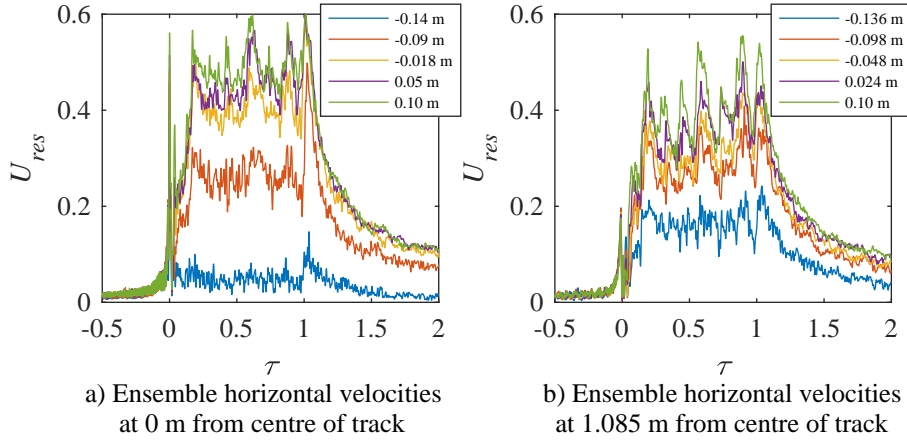 0.6
0.4
0.2
0
U_res
-0.5 0 0.5 1 1.5 2
τ
-0.14 m
-0.09 m
-0.018 m
0.05 m
0.10 m
a) Ensemble horizontal velocities
at 0 m from centre of track
0.6
0.4
0.2
0
U_res
-0.5 0 0.5 1 1.5 2
τ
-0.136 m
-0.098 m
-0.048 m
0.024 m
0.10 m
b) Ensemble horizontal velocities
at 1.085 m from centre of track